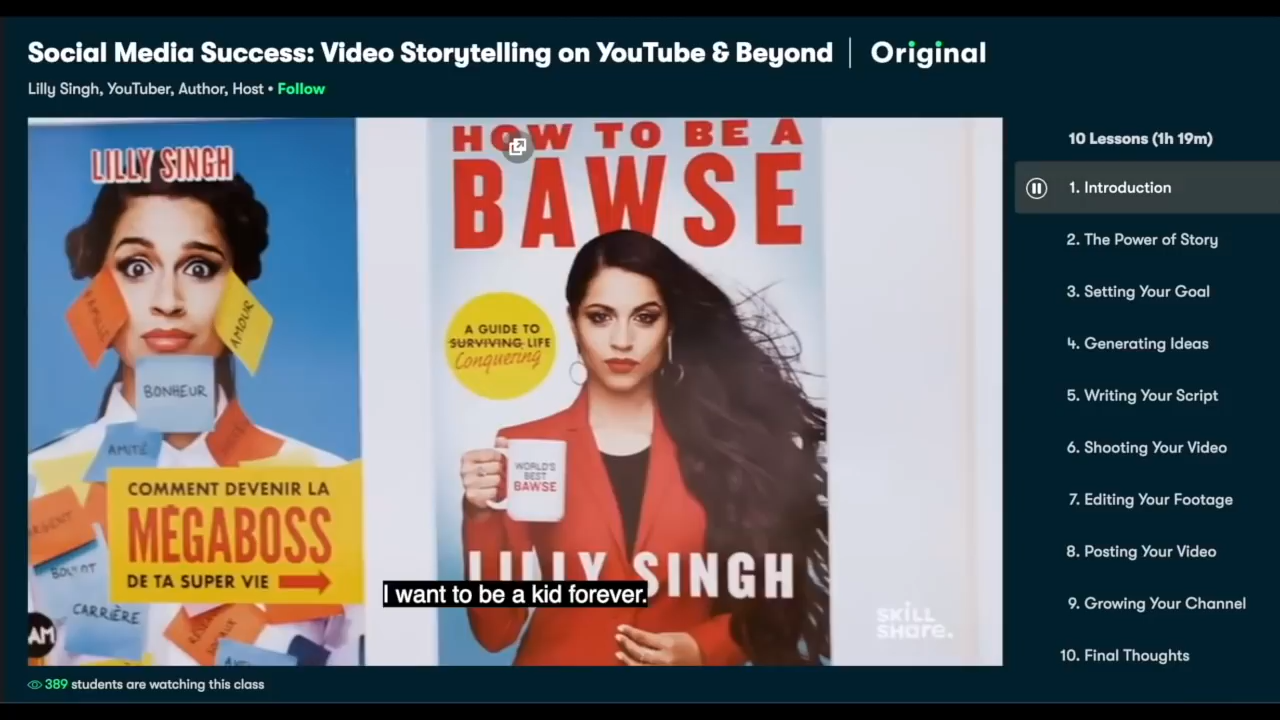 Social Media Success: Video Storytelling on YouTube & Beyond | Original
Lilly Singh, YouTuber, Author, Host • Follow
LILLY SINGH
FAMILLE
AMOUR
BONHEUR
AMITIÉ
ARGENT
CARRIÈRE
COMMENT DEVENIR LA
MÉGABOSS
DE TA SUPER VIE
AM
HOW TO BE A
BAWSE
A GUIDE TO
SURVIVING LIFE
Conquering
WORLD'S
BEST
BAWSE
LILLY SINGH
I want to be a kid forever.
SKILL
SHARE.
389 students are watching this class
10 Lessons (1h 19m)
1. Introduction
2. The Power of Story
3. Setting Your Goal
4. Generating Ideas
5. Writing Your Script
6. Shooting Your Video
7. Editing Your Footage
8. Posting Your Video
9. Growing Your Channel
10. Final Thoughts